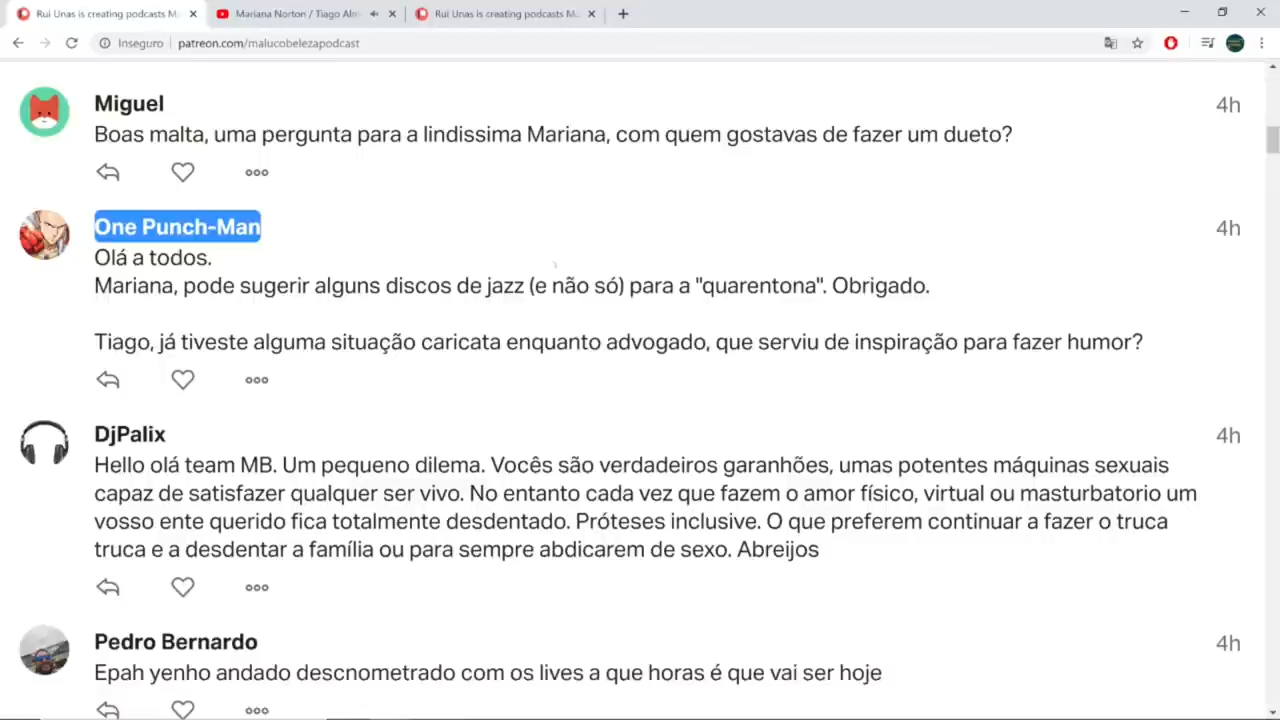 Rui Unas is creating podcasts M
Mariana Norton / Tiago Alm
Rui Unas is creating podcasts M
Inseguro
patreon.com/malucobelezapodcast
Miguel
4h
Boas malta, uma pergunta para a lindissima Mariana, com quem gostavas de fazer um dueto?
One Punch-Man
4h
Olá a todos.
Mariana, pode sugerir alguns discos de jazz (e não só) para a "quarentona". Obrigado.
Tiago, já tiveste alguma situação caricata enquanto advogado, que serviu de inspiração para fazer humor?
DjPalix
4h
Hello olá team MB. Um pequeno dilema. Vocês são verdadeiros garanhões, umas potentes máquinas sexuais
capaz de satisfazer qualquer ser vivo. No entanto cada vez que fazem o amor físico, virtual ou masturbatorio um
vosso ente querido fica totalmente desdentado. Próteses inclusive. O que preferem continuar a fazer o truca
truca e a desdentar a família ou para sempre abdicarem de sexo. Abreijos
Pedro Bernardo
4h
Epah yenho andado descnometrado com os lives a que horas é que vai ser hoje